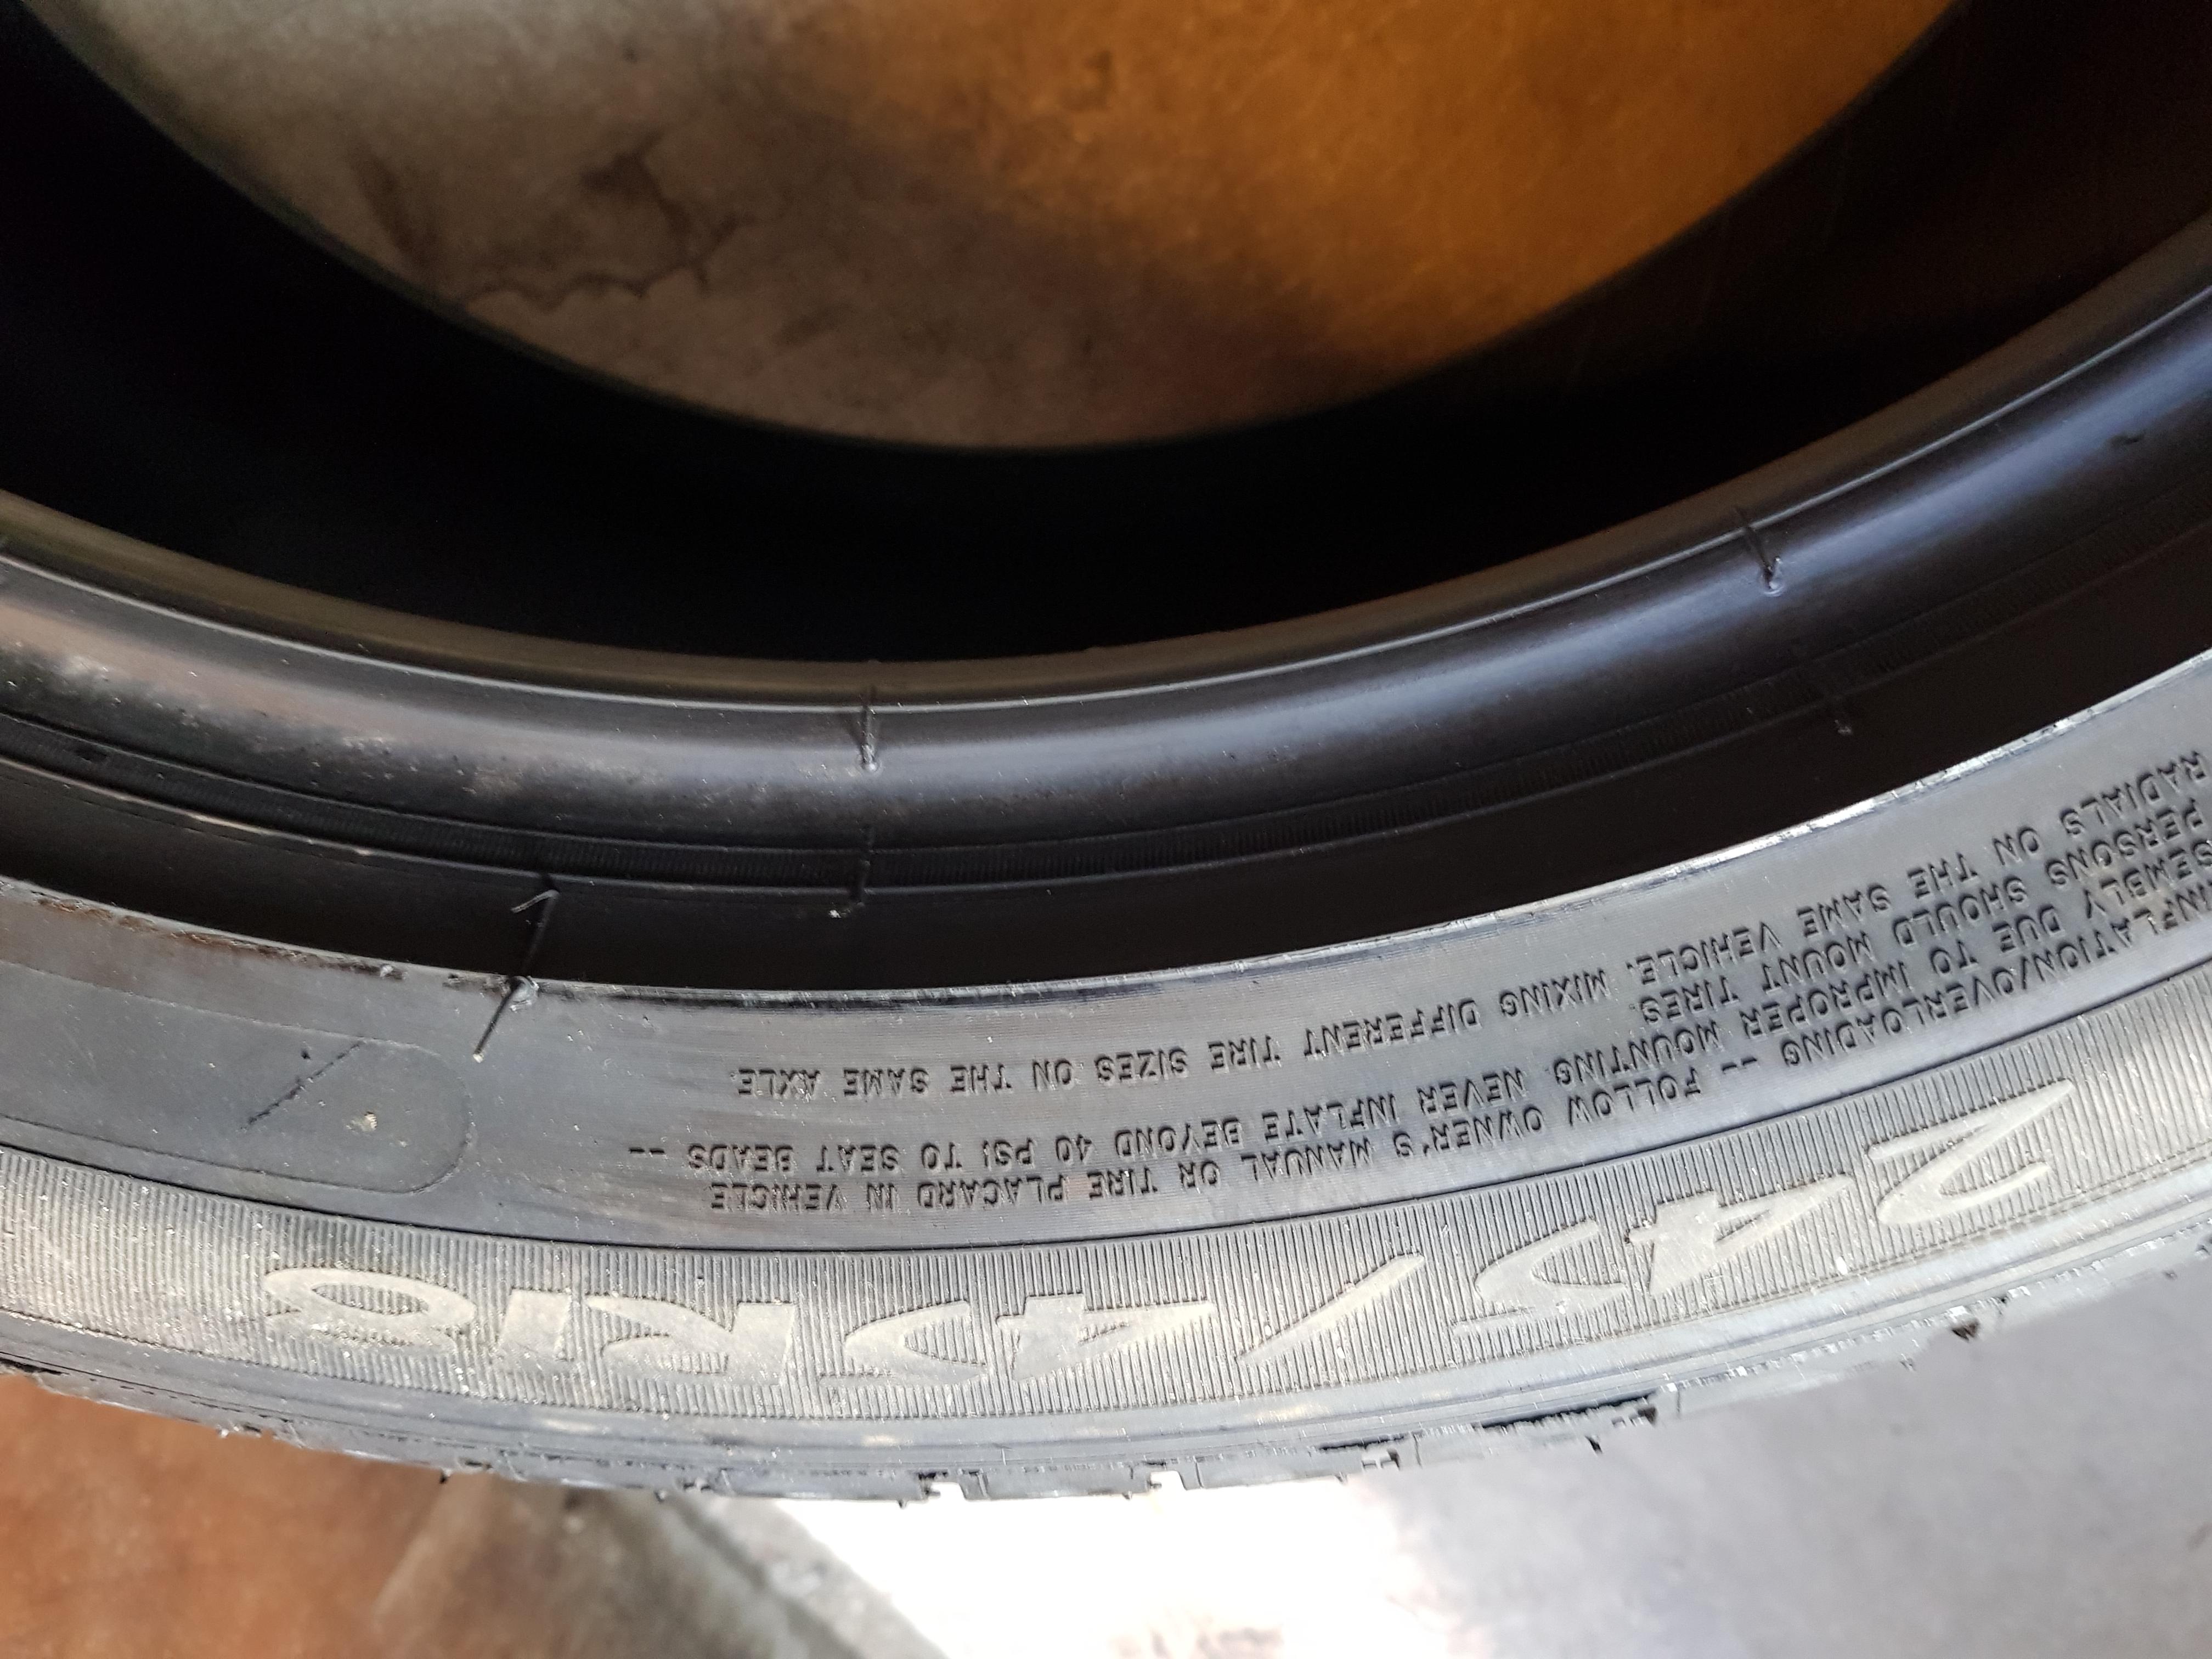 245/45R19
INFLATION/OVERLOADING -- FOLLOW OWNER'S MANUAL OR TIRE PLACARD IN VEHICLE
SEMBLY DUE TO IMPROPER MOUNTING. NEVER INFLATE BEYOND 40 PSI TO SEAT BEADS --
PERSONS SHOULD MOUNT TIRES.
RADIALS ON THE SAME VEHICLE. MIXING DIFFERENT TIRE SIZES ON THE SAME AXLE.